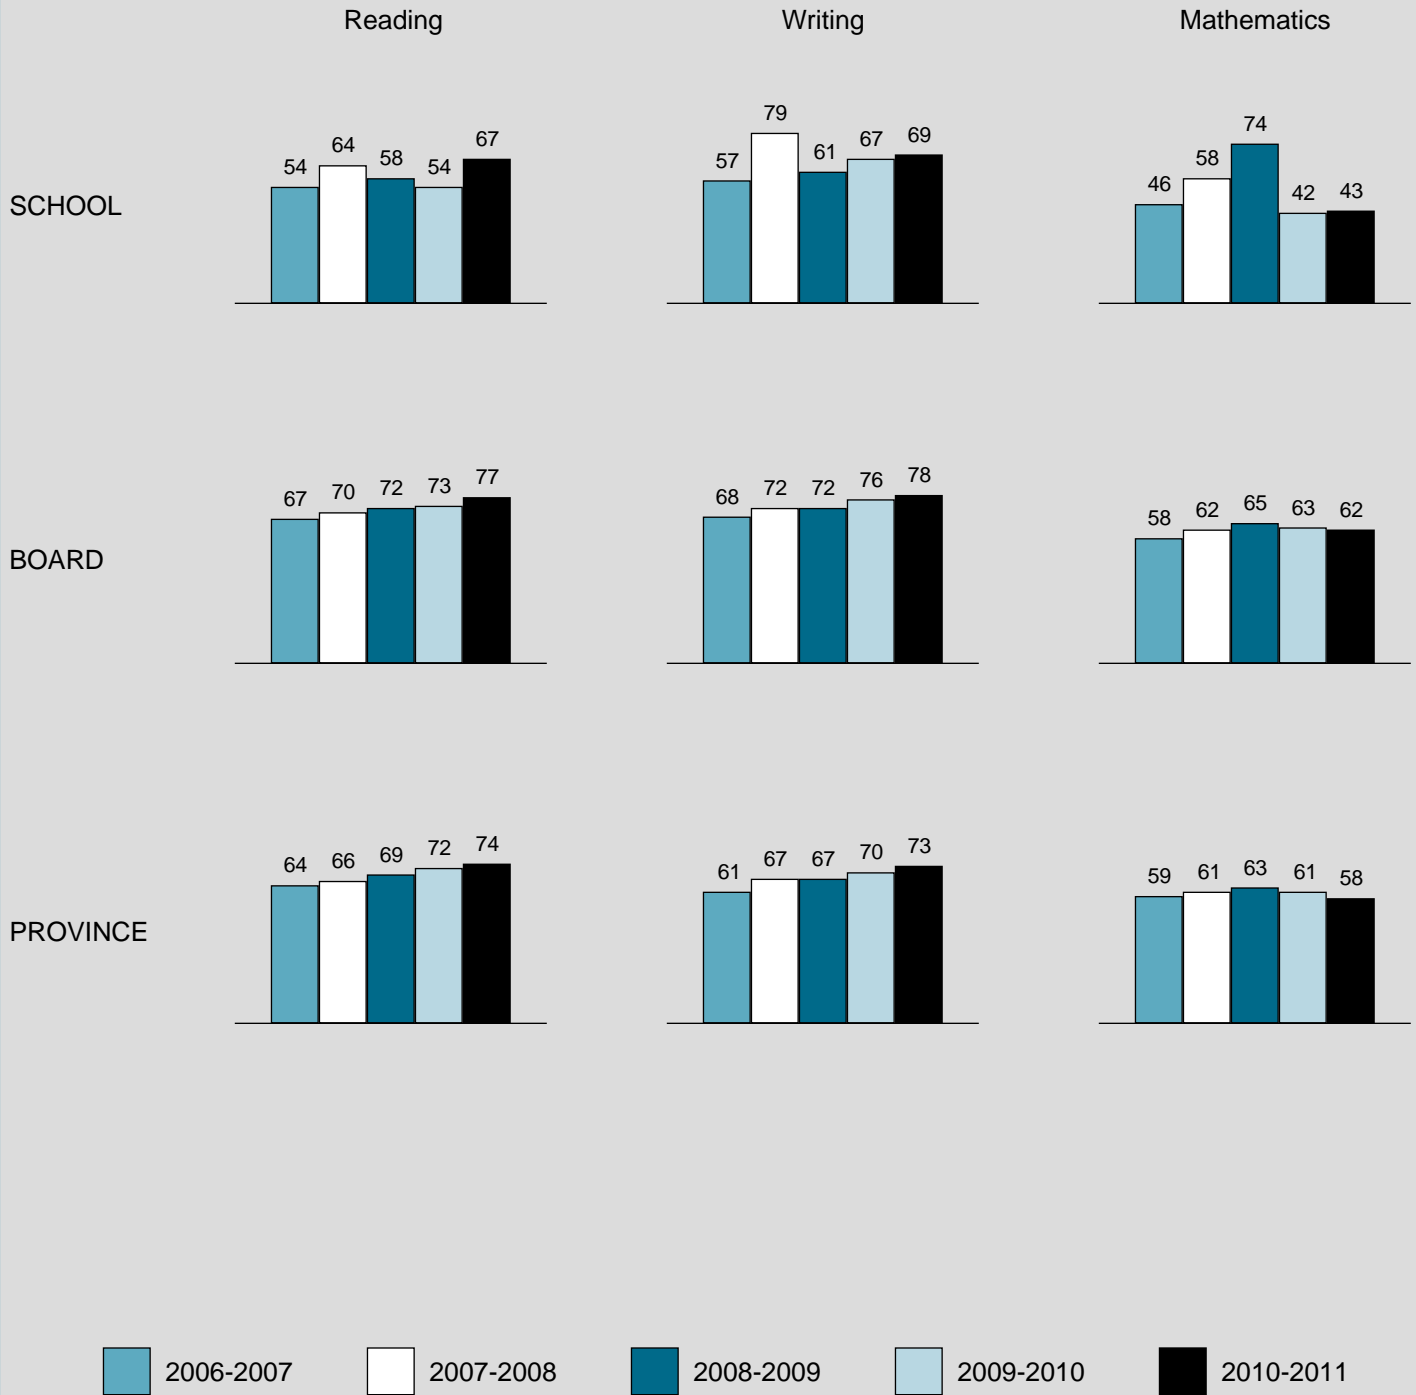 Reading Writing Mathematics
SCHOOL
54 64 58 54 67
57 79 61 67 69
46 58 74 42 43
BOARD
67 70 72 73 77
68 72 72 76 78
58 62 65 63 62
PROVINCE
64 66 69 72 74
61 67 67 70 73
59 61 63 61 58
2006-2007 2007-2008 2008-2009 2009-2010 2010-2011